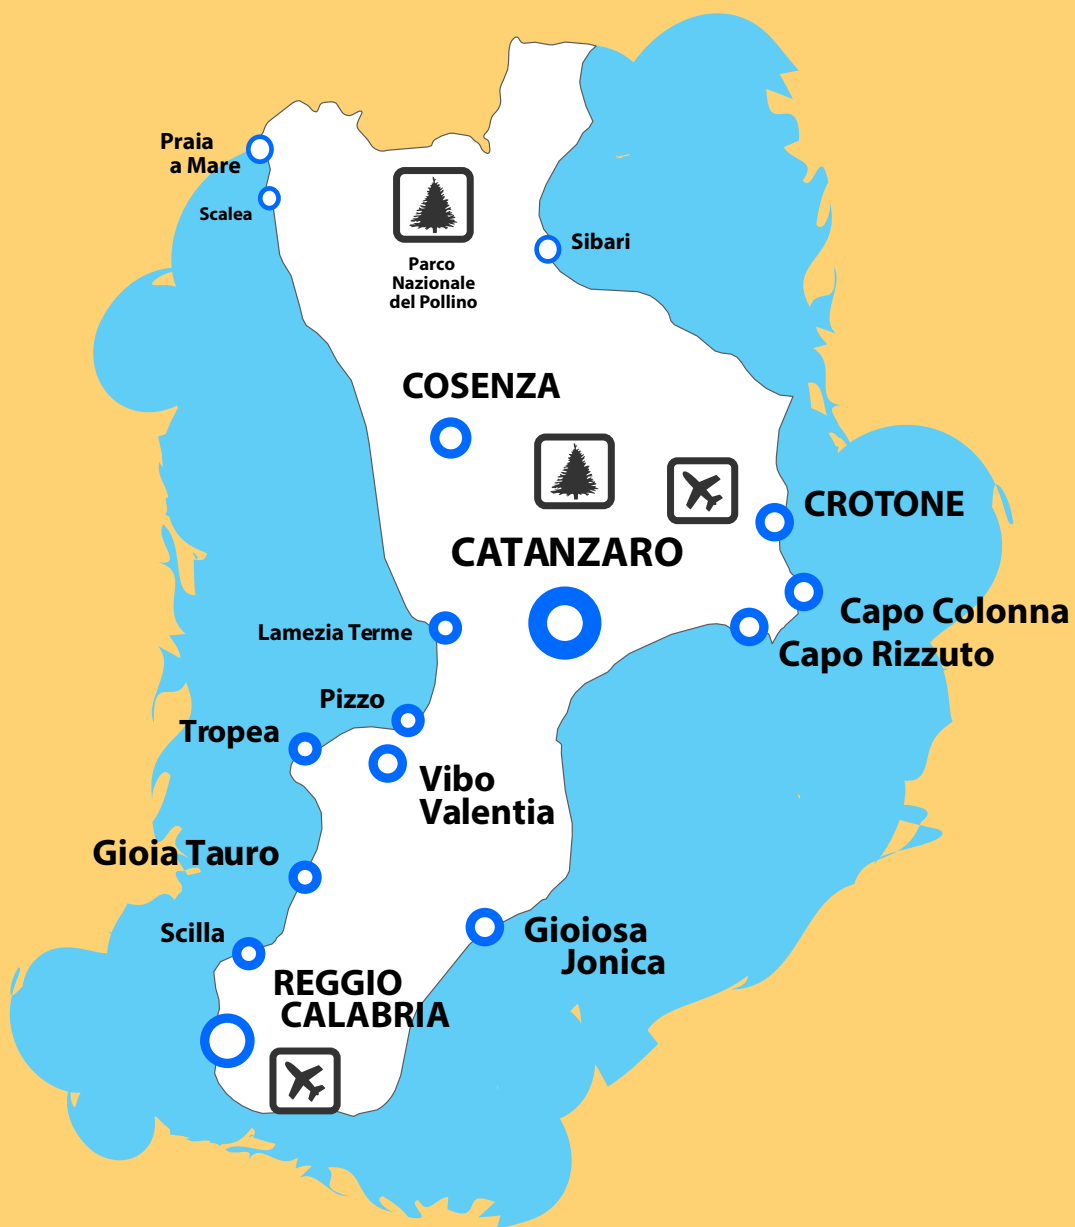 Praia
a Mare
Scalea
Sibari
Parco
Nazionale
del Pollino
COSENZA
CROTONE
CATANZARO
Capo Colonna
Lamezia Terme
Capo Rizzuto
Pizzo
Tropea
Vibo
Valentia
Gioia Tauro
Scilla
Gioiosa
Jonica
REGGIO
CALABRIA